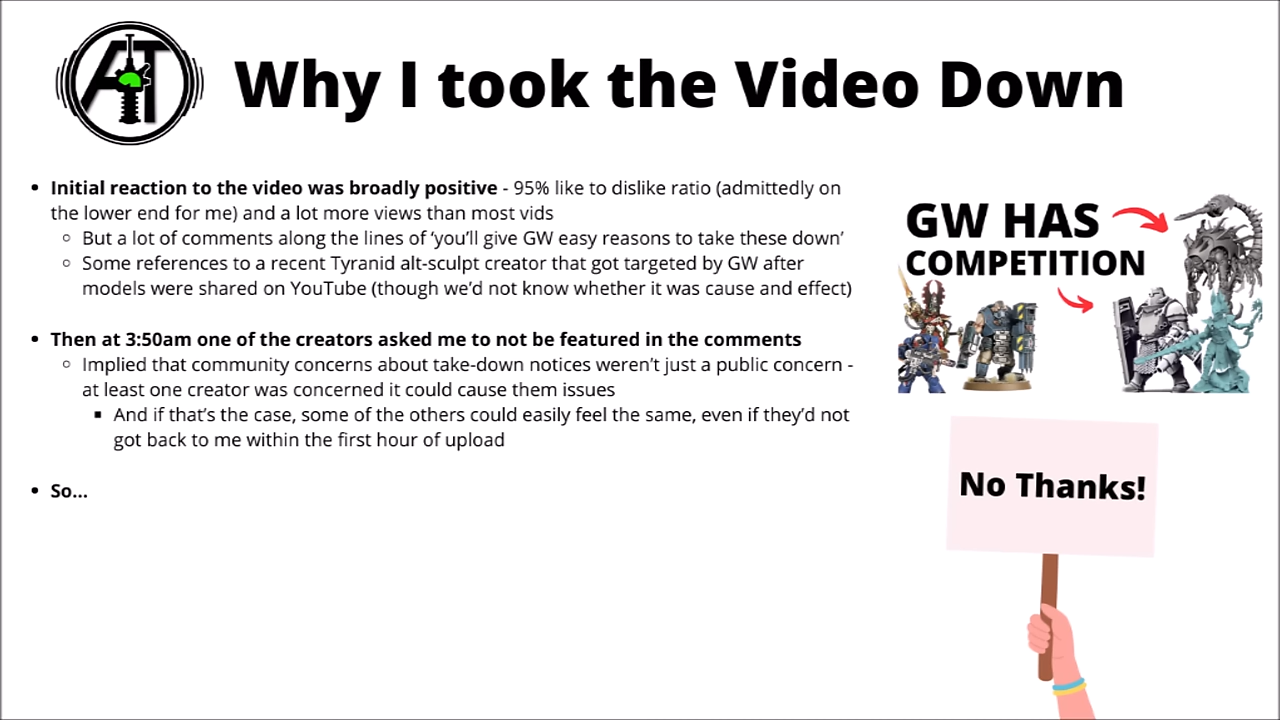 AT
Why I took the Video Down
• Initial reaction to the video was broadly positive - 95% like to dislike ratio (admittedly on
the lower end for me) and a lot more views than most vids
○ But a lot of comments along the lines of ‘you’ll give GW easy reasons to take these down’
○ Some references to a recent Tyranid alt-sculpt creator that got targeted by GW after
models were shared on YouTube (though we’d not know whether it was cause and effect)
• Then at 3:50am one of the creators asked me to not be featured in the comments
○ Implied that community concerns about take-down notices weren’t just a public concern -
at least one creator was concerned it could cause them issues
▪ And if that’s the case, some of the others could easily feel the same, even if they’d not
got back to me within the first hour of upload
• So...
GW HAS
COMPETITION
No Thanks!